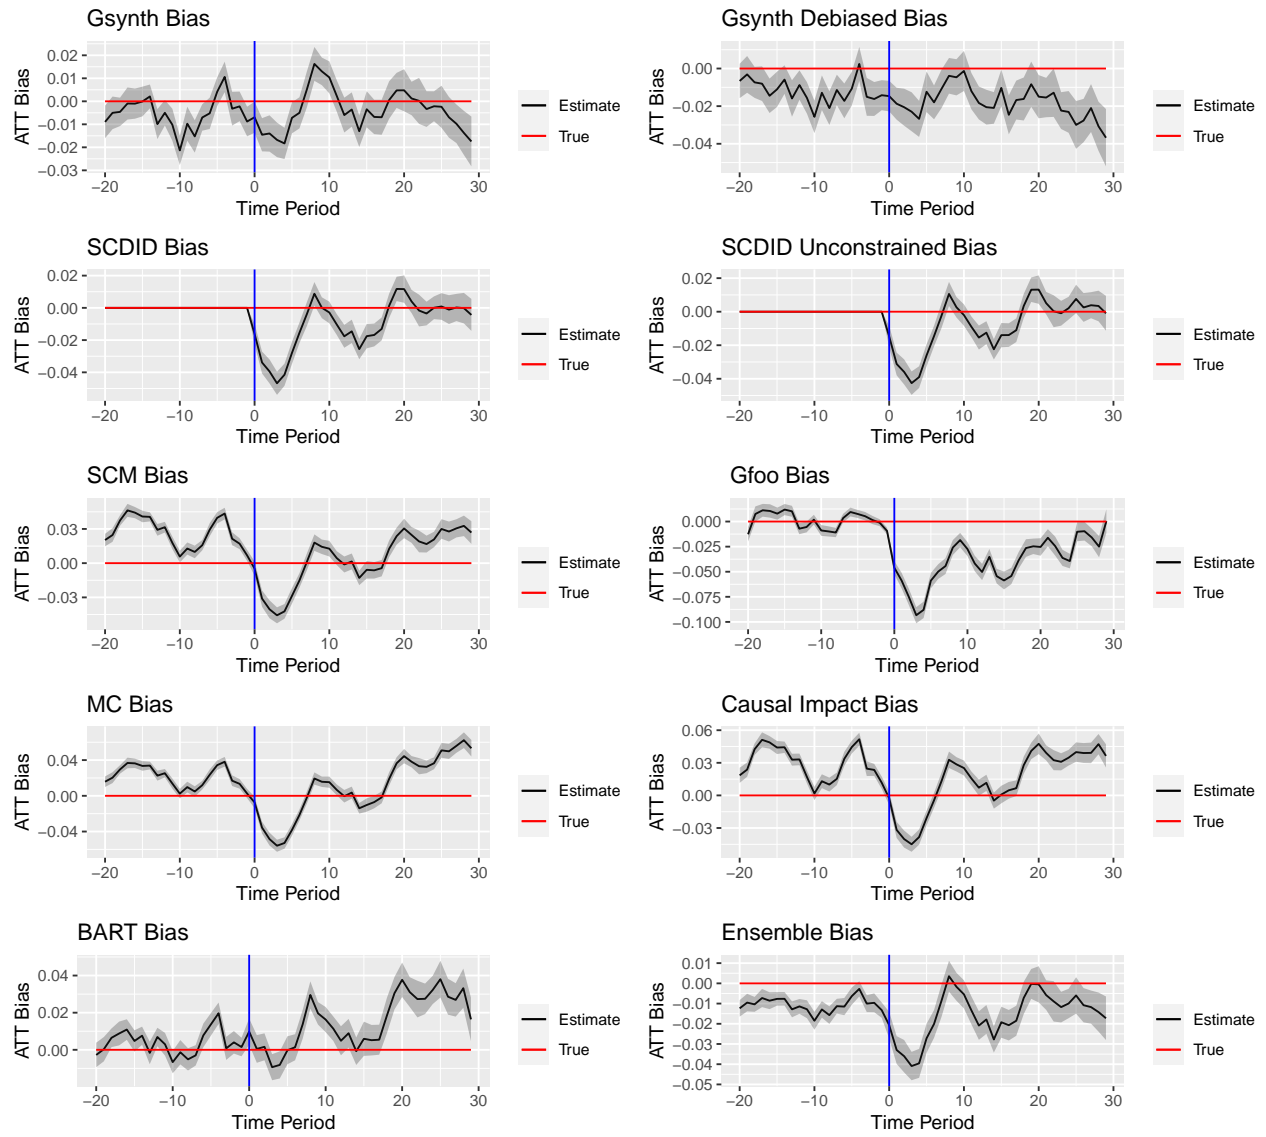 Gsynth Bias
ATT Bias
0.02
0.01
0.00
−0.01
−0.02
−0.03
−20 −10 0 10 20 30
Time Period
Estimate
True
Gsynth Debiased Bias
ATT Bias
0.00
−0.02
−0.04
−20 −10 0 10 20 30
Time Period
Estimate
True
SCDID Bias
ATT Bias
0.02
0.00
−0.02
−0.04
−20 −10 0 10 20 30
Time Period
Estimate
True
SCDID Unconstrained Bias
ATT Bias
0.02
0.00
−0.02
−0.04
−20 −10 0 10 20 30
Time Period
Estimate
True
SCM Bias
ATT Bias
0.03
0.00
−0.03
−20 −10 0 10 20 30
Time Period
Estimate
True
Gfoo Bias
ATT Bias
0.000
−0.025
−0.050
−0.075
−0.100
−20 −10 0 10 20 30
Time Period
Estimate
True
MC Bias
ATT Bias
0.04
0.00
−0.04
−20 −10 0 10 20 30
Time Period
Estimate
True
Causal Impact Bias
ATT Bias
0.06
0.03
0.00
−0.03
−20 −10 0 10 20 30
Time Period
Estimate
True
BART Bias
ATT Bias
0.04
0.02
0.00
−20 −10 0 10 20 30
Time Period
Estimate
True
Ensemble Bias
ATT Bias
0.01
0.00
−0.01
−0.02
−0.03
−0.04
−0.05
−20 −10 0 10 20 30
Time Period
Estimate
True